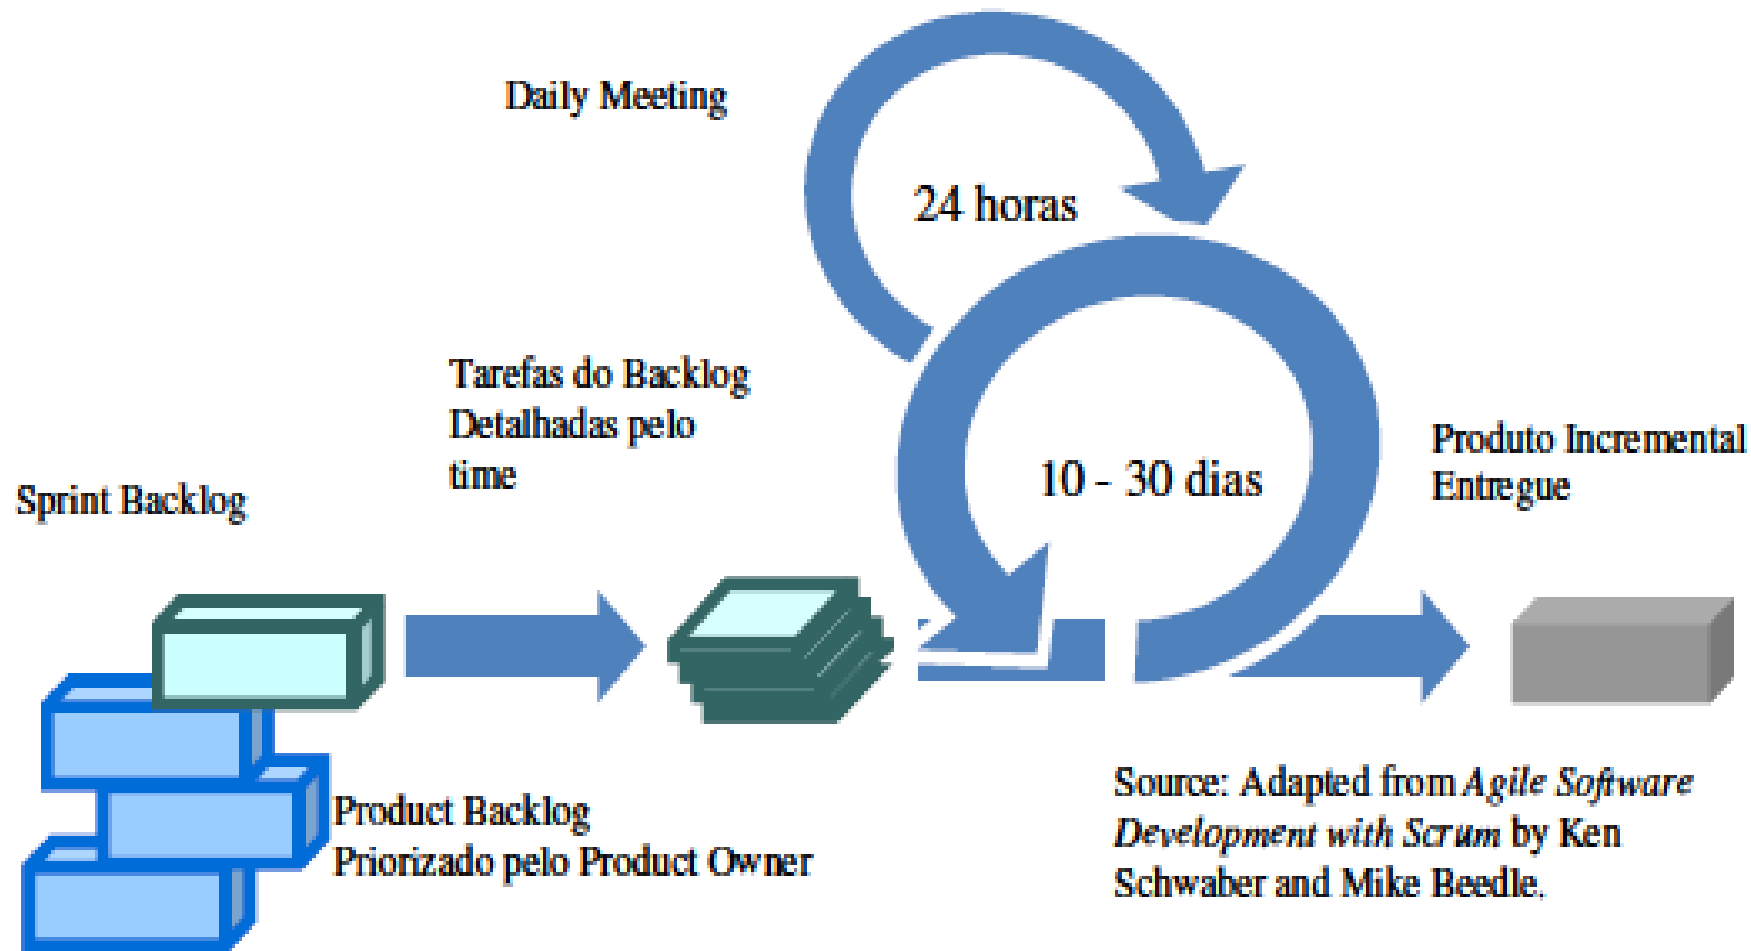 Daily Meeting
24 horas
Tarefas do Backlog
Detalhadas pelo
time
10 - 30 dias
Produto Incremental
Entregue
Sprint Backlog
Product Backlog
Priorizado pelo Product Owner
Source: Adapted from Agile Software
Development with Scrum by Ken
Schwaber and Mike Beedle.